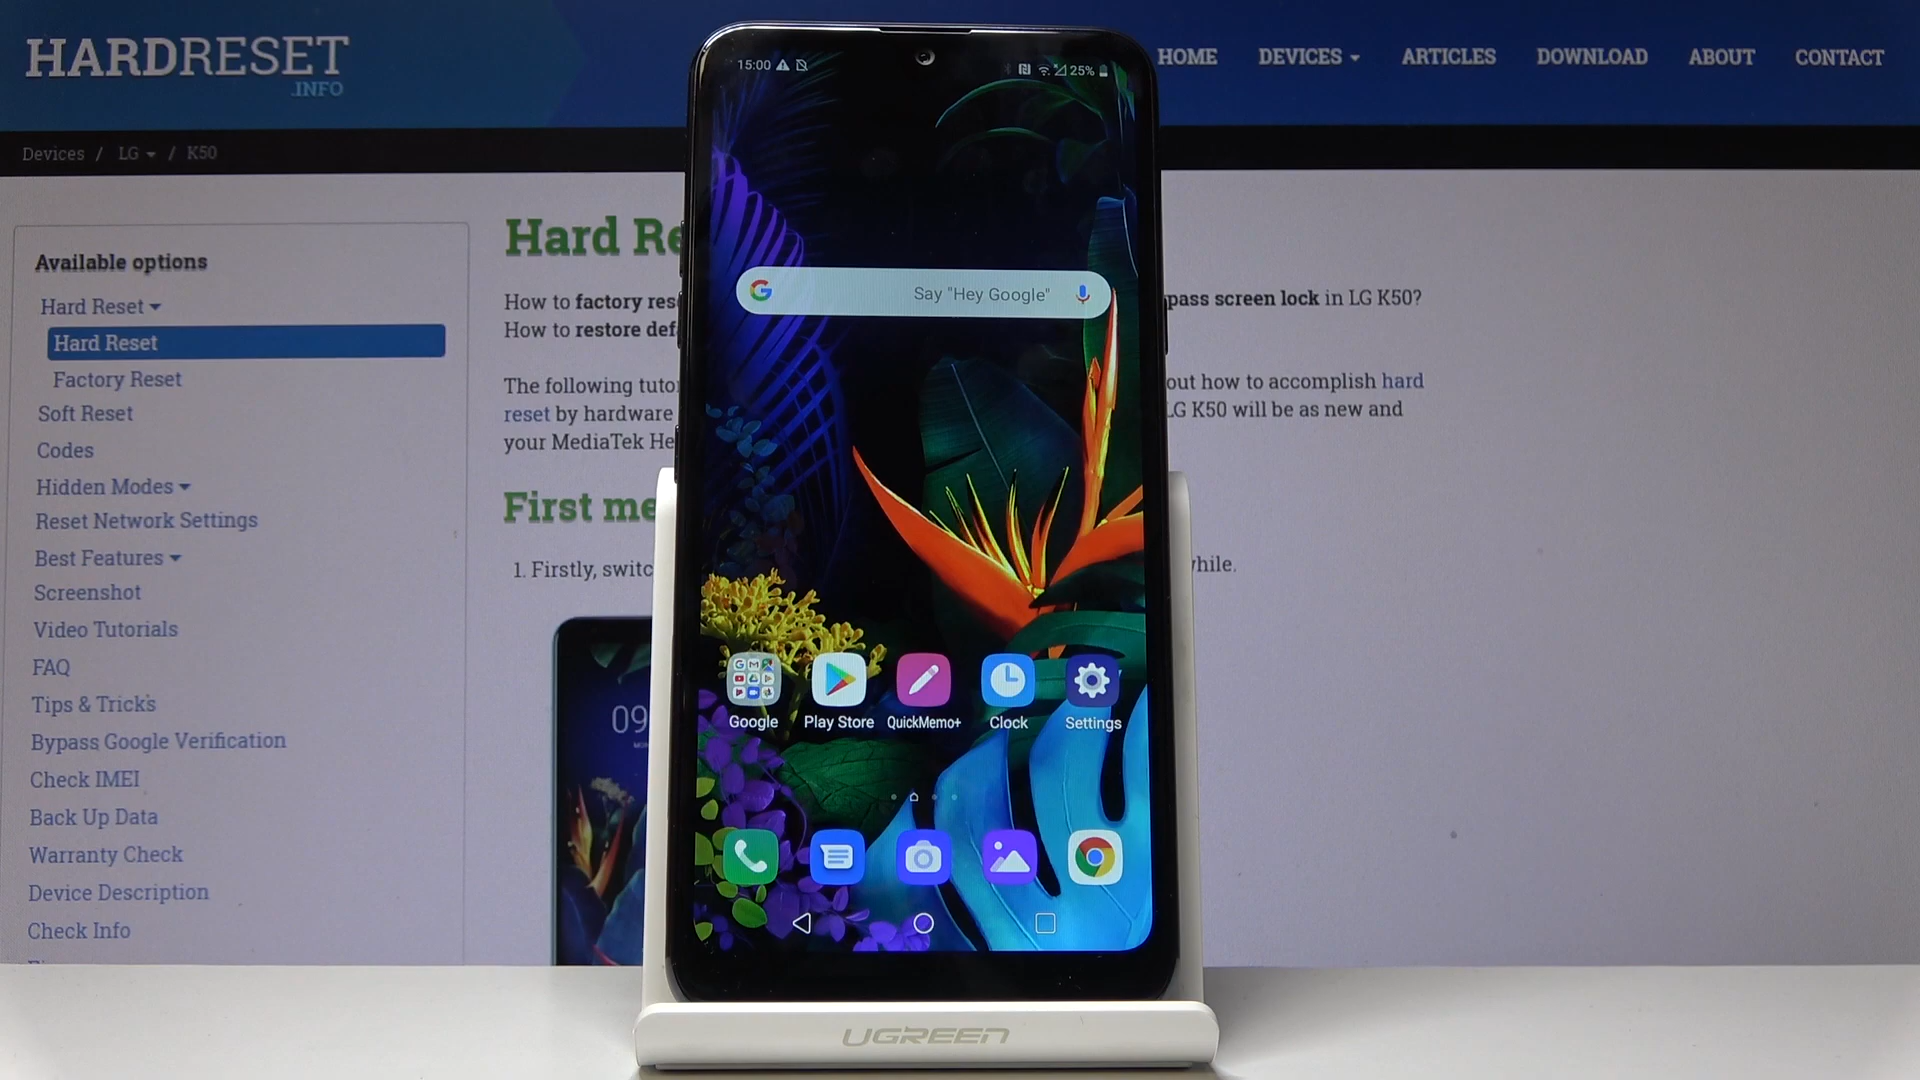 HARDRESET
.INFO
HOME DEVICES ARTICLES DOWNLOAD ABOUT CONTACT
Devices / LG / K50
Available options
Hard Reset
Hard Reset
Factory Reset
Soft Reset
Codes
Hidden Modes
Reset Network Settings
Best Features
Screenshot
Video Tutorials
FAQ
Tips & Tricks
Bypass Google Verification
Check IMEI
Back Up Data
Warranty Check
Device Description
Check Info
Hard Re
How to factory res
pass screen lock in LG K50?
How to restore def
The following tuto
out how to accomplish hard
reset by hardware
LG K50 will be as new and
your MediaTek He
First me
1. Firstly, switc
while.
09
15:00
25%
Say "Hey Google"
Google Play Store QuickMemo+ Clock Settings
UGREEN